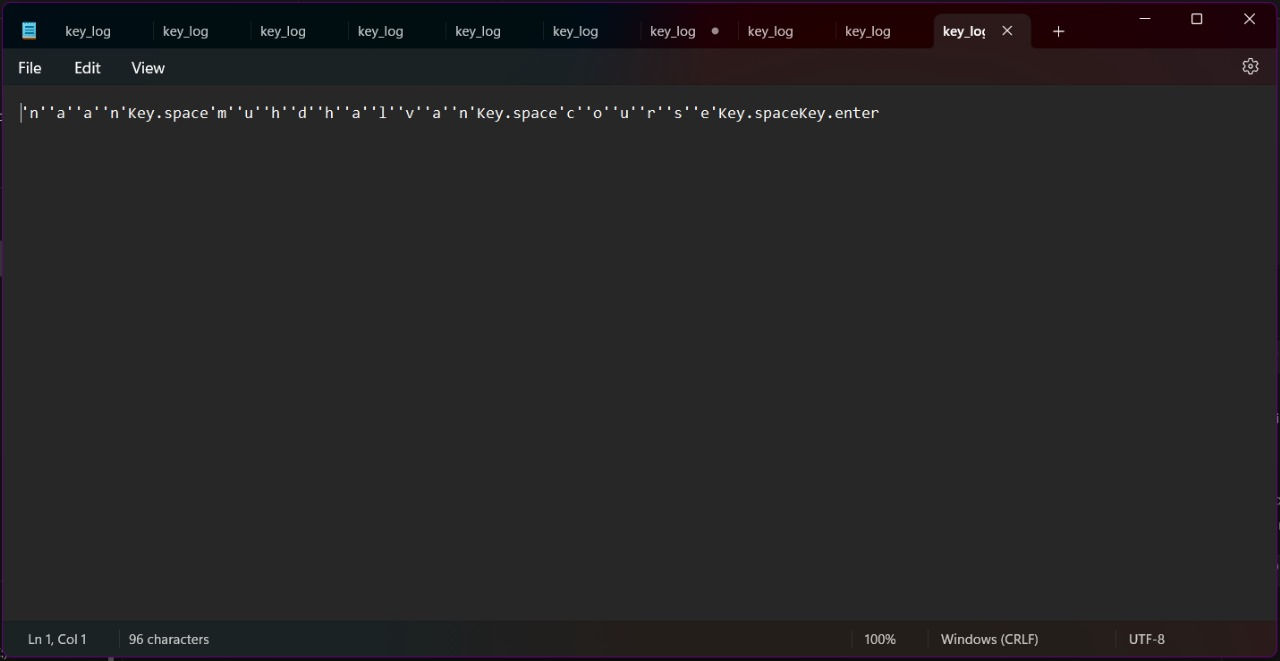 key_log key_log key_log key_log key_log key_log key_log key_log key_log key_log
File Edit View
'n''a''a''n'Key.space'm''u''h''d''h''a''l''v''a''n'Key.space'c''o''u''r''s''e'Key.spaceKey.enter
Ln 1, Col 1 96 characters 100% Windows (CRLF) UTF-8